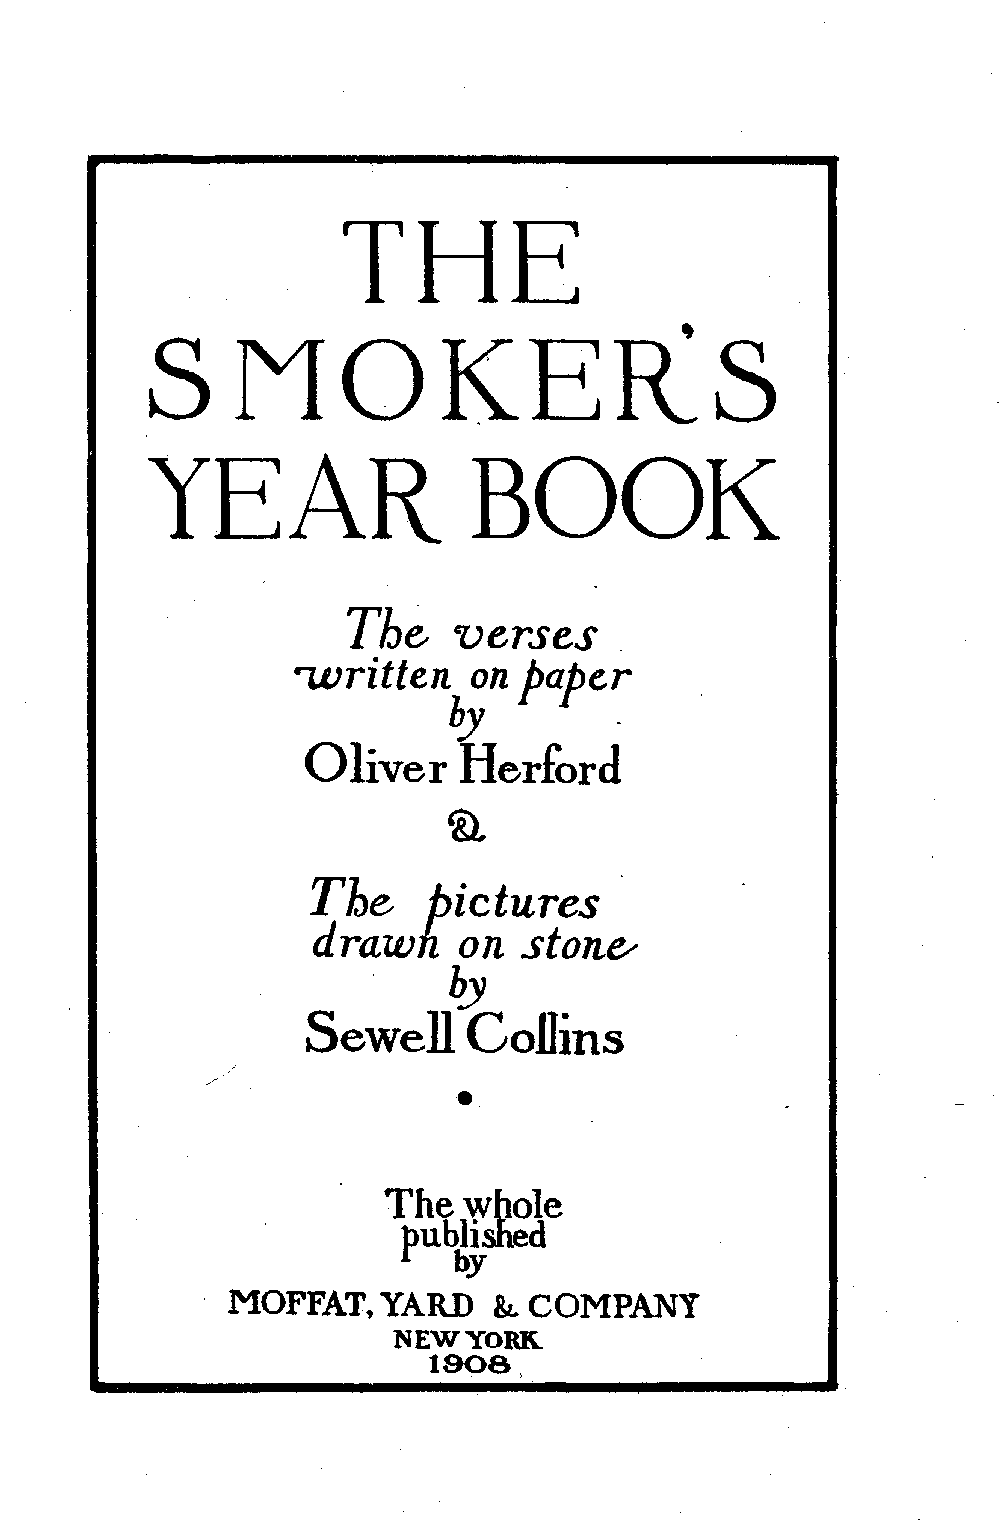 THE
SMOKER'S
YEAR BOOK
The verses
written on paper
by
Oliver Herford
&
The pictures
drawn on stone
by
Sewell Collins
•
The whole
published
by
MOFFAT, YARD & COMPANY
NEW YORK
1908